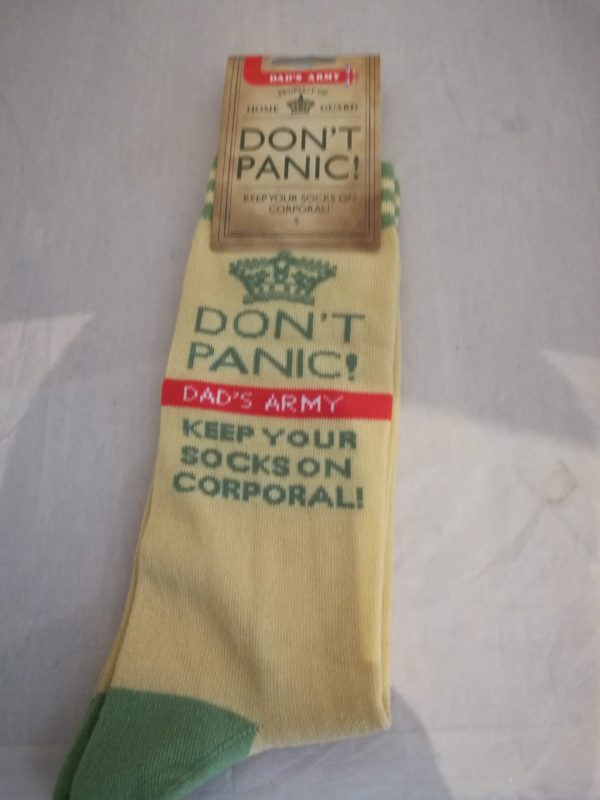 DAD'S ARMY
PROPERTY OF
HOME GUARD
DON'T
PANIC!
KEEP YOUR SOCKS ON
CORPORAL!
DON'T
PANIC!
DAD'S ARMY
KEEP YOUR
SOCKS ON
CORPORAL!